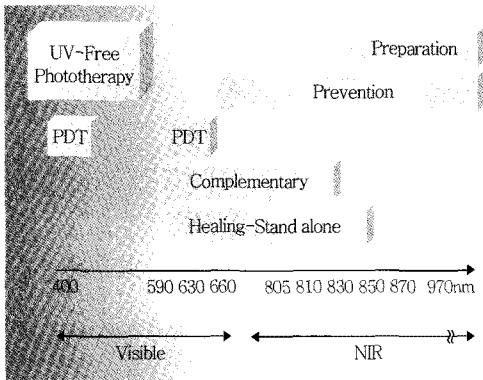 UV-Free
Phototherapy
Preparation
Prevention
PDT
PDT
Complementary
Healing-Stand alone
400 590 630 660 805 810 830 850 870 970nm
Visible
NIR